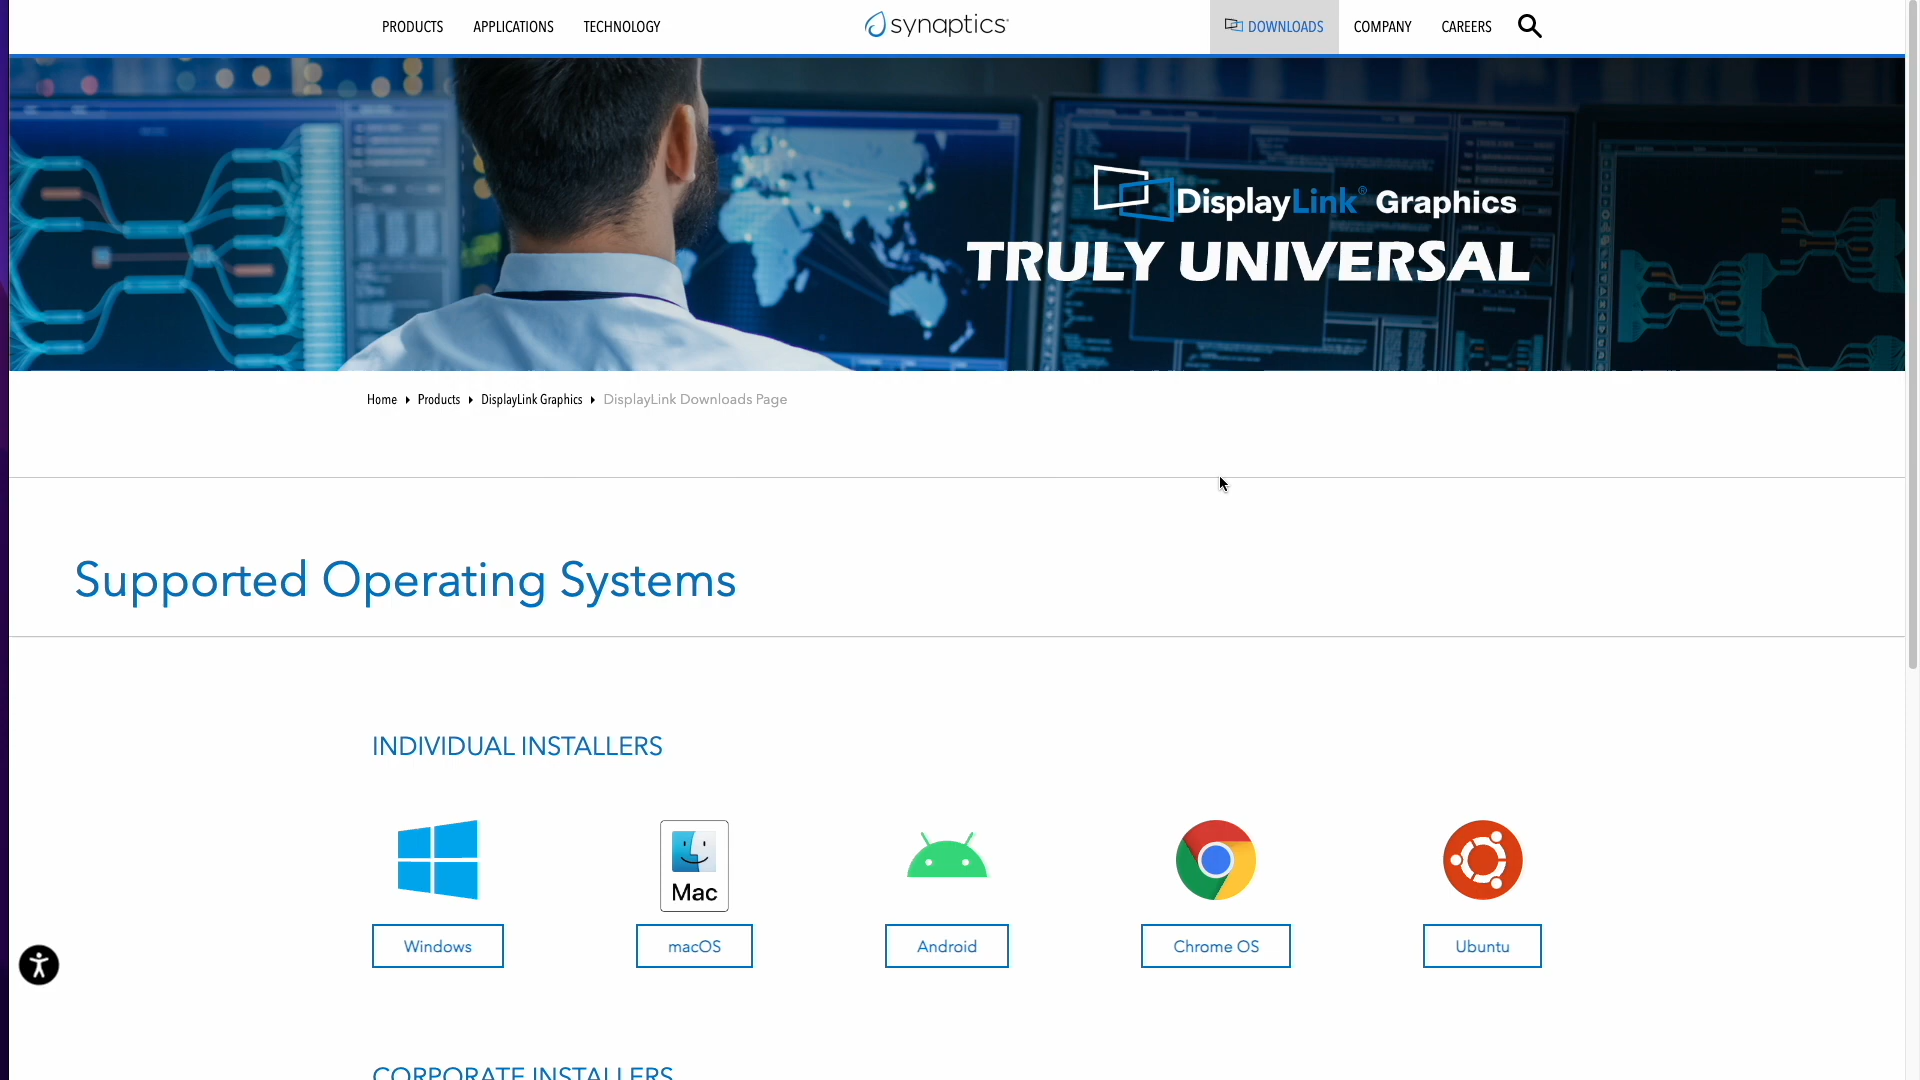 PRODUCTS APPLICATIONS TECHNOLOGY synaptics DOWNLOADS COMPANY CAREERS
DisplayLink® Graphics
TRULY UNIVERSAL
Home Products DisplayLink Graphics DisplayLink Downloads Page
Supported Operating Systems
INDIVIDUAL INSTALLERS
Mac
Windows macOS Android Chrome OS Ubuntu
CORPORATE INSTALLERS